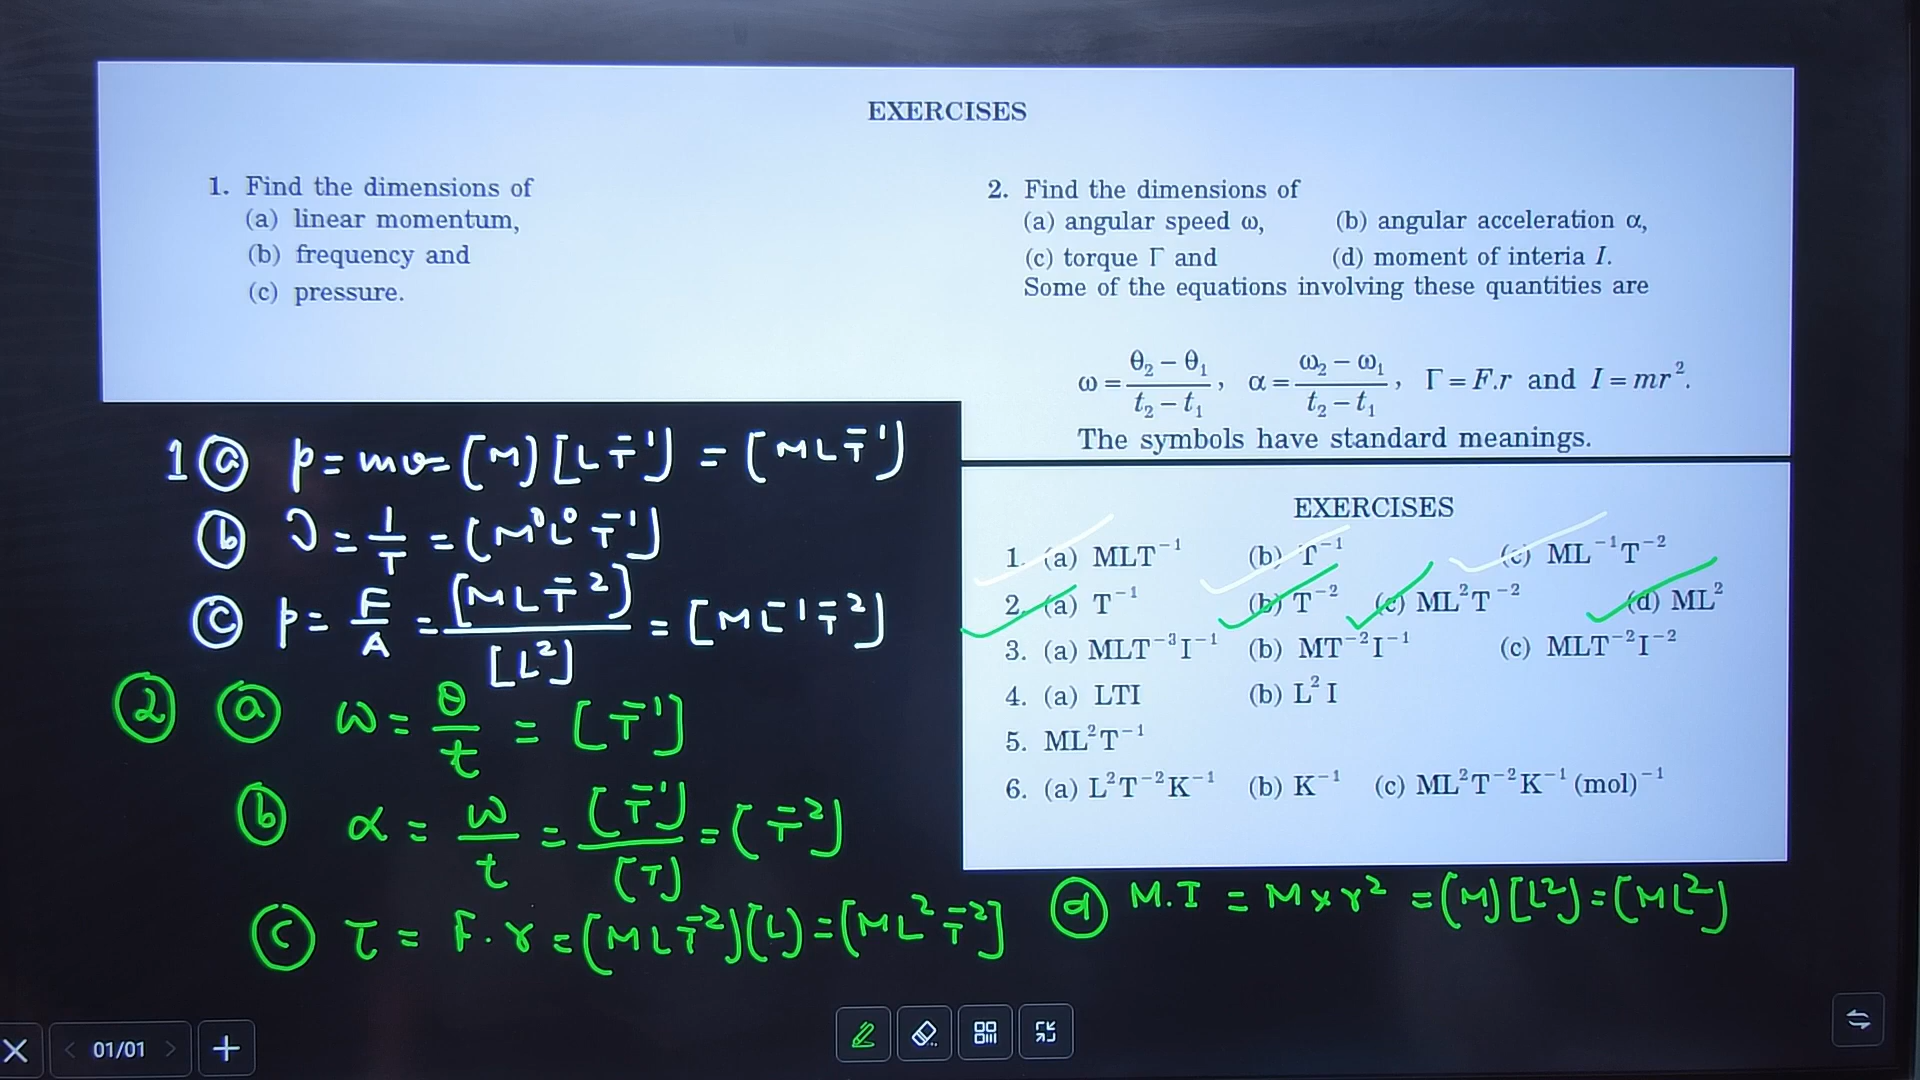 EXERCISES
1. Find the dimensions of
(a) linear momentum,
(b) frequency and
(c) pressure.
2. Find the dimensions of
(a) angular speed ω, (b) angular acceleration α,
(c) torque Γ and (d) moment of interia I.
Some of the equations involving these quantities are
ω = (θ₂ − θ₁)/(t₂ − t₁), α = (ω₂ − ω₁)/(t₂ − t₁), Γ = F.r and I = mr².
The symbols have standard meanings.
1 (a) p = mv = [M] [LT⁻¹] = [MLT⁻¹]
(b) ν = 1/T = [M⁰L⁰T⁻¹]
(c) p = F/A = [MLT⁻²]/[L²] = [ML⁻¹T⁻²]
(2) (a) ω = θ/t = [T⁻¹]
(b) α = ω/t = [T⁻¹]/[T] = [T⁻²]
(c) τ = F.r = [MLT⁻²][L] = [ML²T⁻²]
(d) M.I = M×r² = [M][L²] = [ML²]
EXERCISES
1. (a) MLT⁻¹ (b) T⁻¹ (c) ML⁻¹T⁻²
2. (a) T⁻¹ (b) T⁻² (c) ML²T⁻² (d) ML²
3. (a) MLT⁻³I⁻¹ (b) MT⁻²I⁻¹ (c) MLT⁻²I⁻²
4. (a) LTI (b) L²I
5. ML²T⁻¹
6. (a) L²T⁻²K⁻¹ (b) K⁻¹ (c) ML²T⁻²K⁻¹(mol)⁻¹
01/01